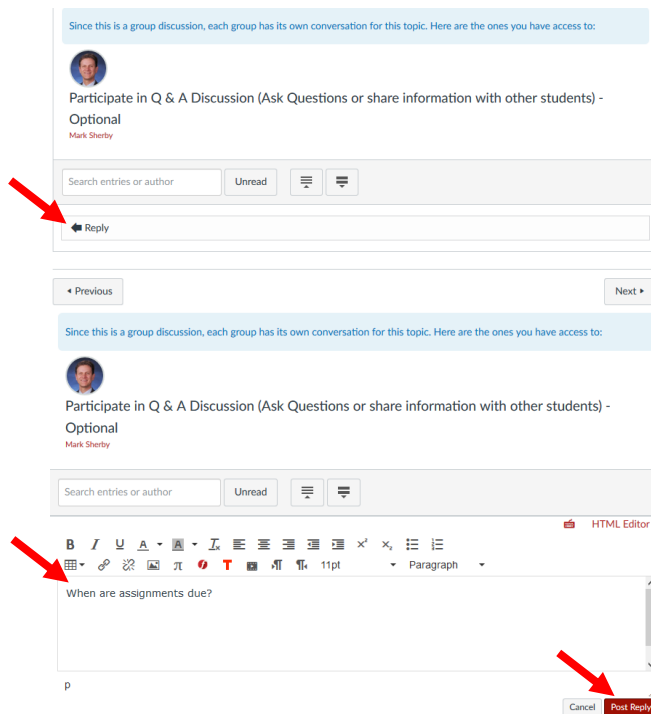 Since this is a group discussion, each group has its own conversation for this topic. Here are the ones you have access to:
Participate in Q & A Discussion (Ask Questions or share information with other students) -
Optional
Mark Sherby
Search entries or author Unread
Reply
Previous Next
Since this is a group discussion, each group has its own conversation for this topic. Here are the ones you have access to:
Participate in Q & A Discussion (Ask Questions or share information with other students) -
Optional
Mark Sherby
Search entries or author Unread
HTML Editor
B I U A A Ix x² x₂
π T ¶ ¶ 11pt Paragraph
When are assignments due?
p
Cancel Post Reply